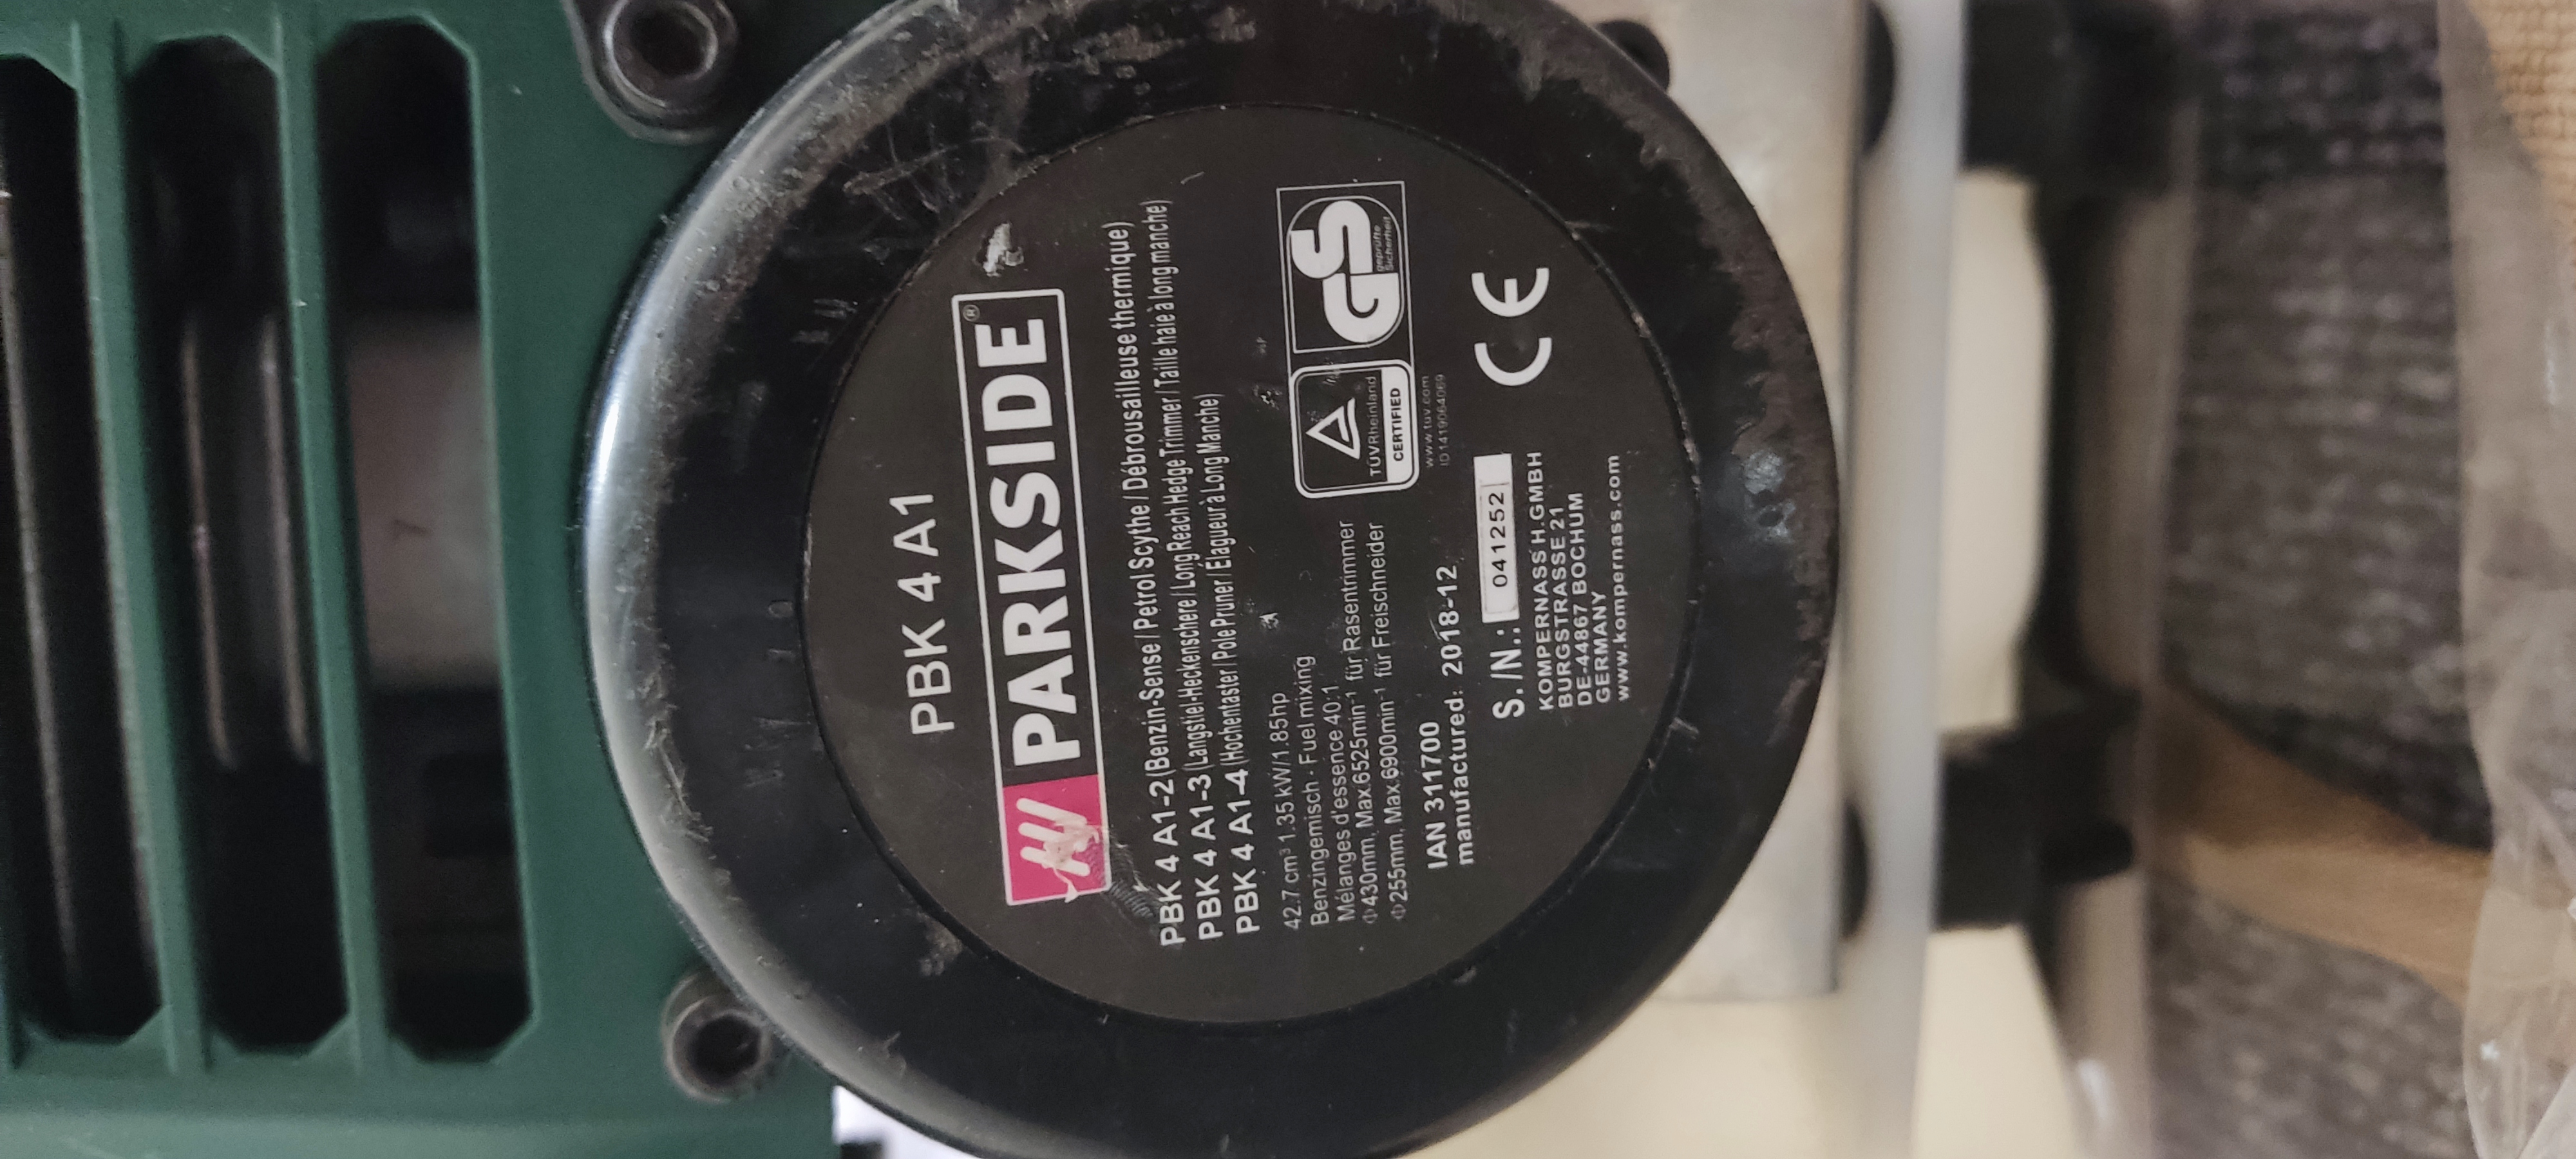 PBK 4 A1
PARKSIDE®
PBK 4 A1-2 (Benzin-Sense / Petrol Scythe / Débrousailleuse thermique)
PBK 4 A1-3 (Langstiel-Heckenschere / Long Reach Hedge Trimmer / Taille haie à long manche)
PBK 4 A1-4 (Hochentaster / Pole Pruner / Élagueur à Long Manche)
42.7 cm³ 1.35 kW/1.85hp
Benzingemisch - Fuel mixing
Mélanges d'essence 40:1
Φ430mm, Max.6525min⁻¹ für Rasentrimmer
Φ255mm, Max.6900min⁻¹ für Freischneider
TÜVRheinland
CERTIFIED
GS
geprüfte
Sicherheit
www.tuv.com
ID 1419064069
IAN 311700
manufactured: 2018-12
CE
S./N.: 041252
KOMPERNASS H.GMBH
BURGSTRASSE 21
DE-44867 BOCHUM
GERMANY
www.kompernass.com